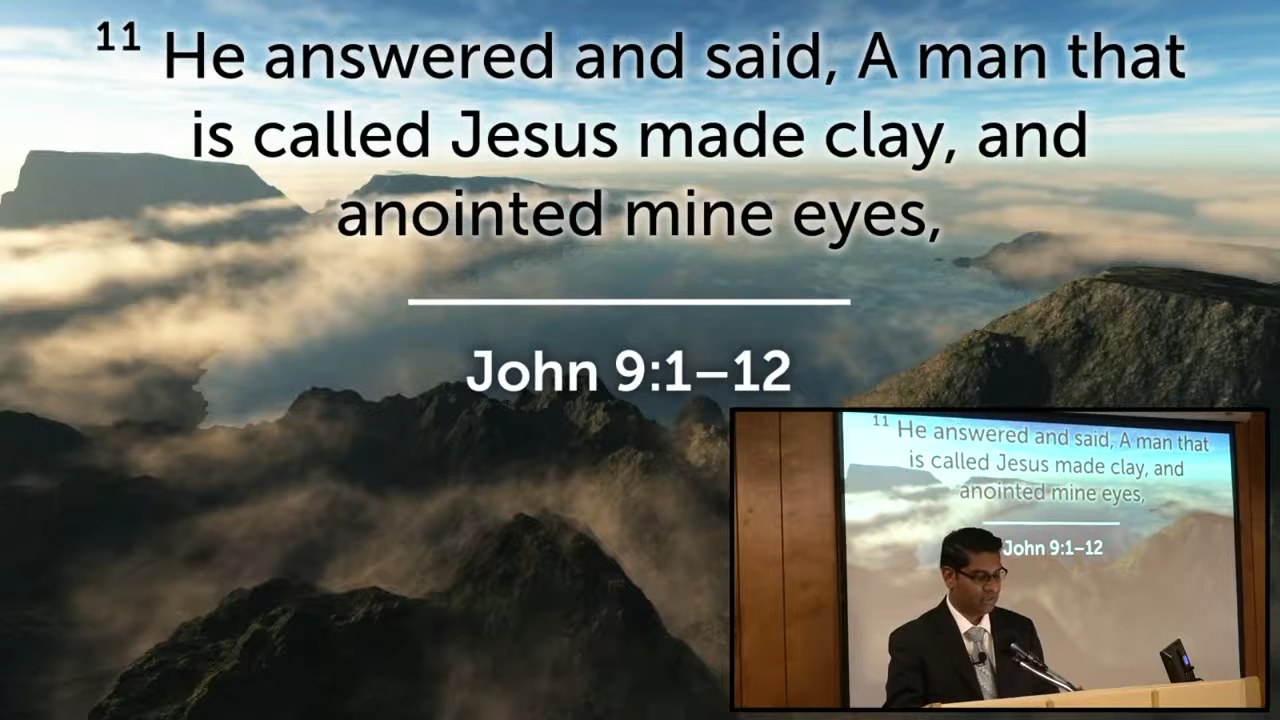 11 He answered and said, A man that
is called Jesus made clay, and
anointed mine eyes,
John 9:1–12
11 He answered and said, A man that
is called Jesus made clay, and
anointed mine eyes,
John 9:1–12